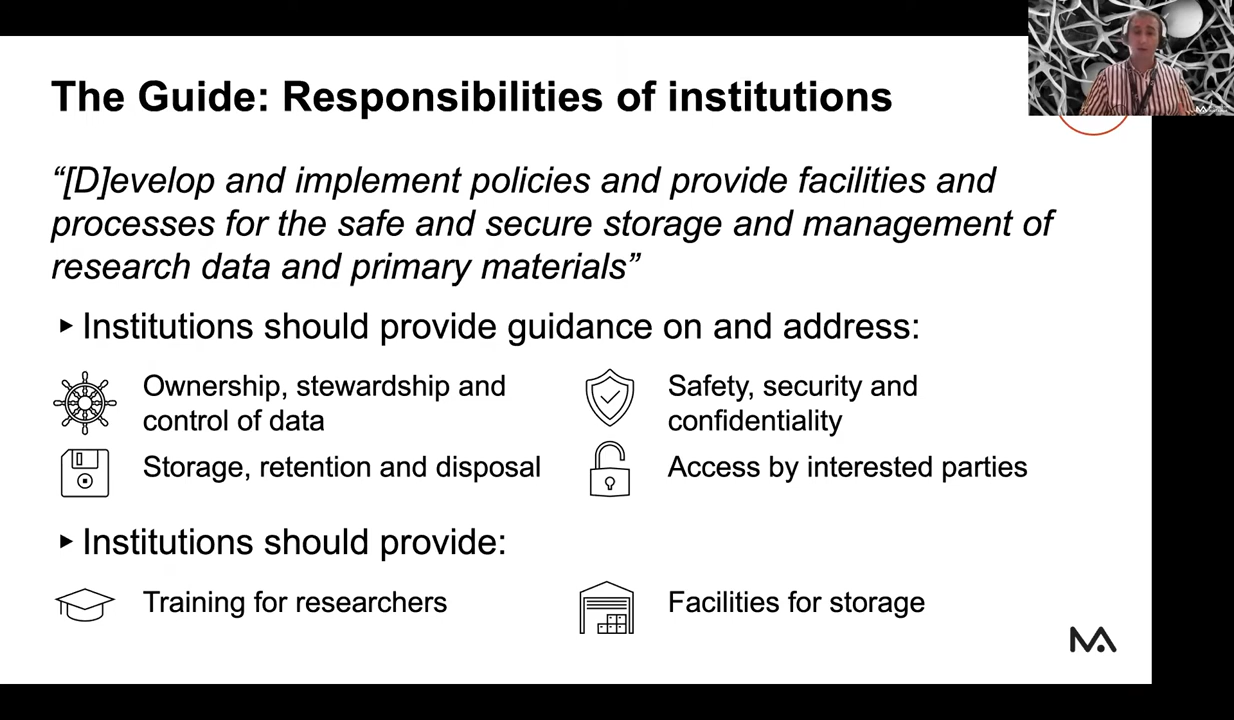 The Guide: Responsibilities of institutions
“[D]evelop and implement policies and provide facilities and
processes for the safe and secure storage and management of
research data and primary materials”
‣ Institutions should provide guidance on and address:
Ownership, stewardship and
control of data
Safety, security and
confidentiality
Storage, retention and disposal
Access by interested parties
‣ Institutions should provide:
Training for researchers
Facilities for storage
MA